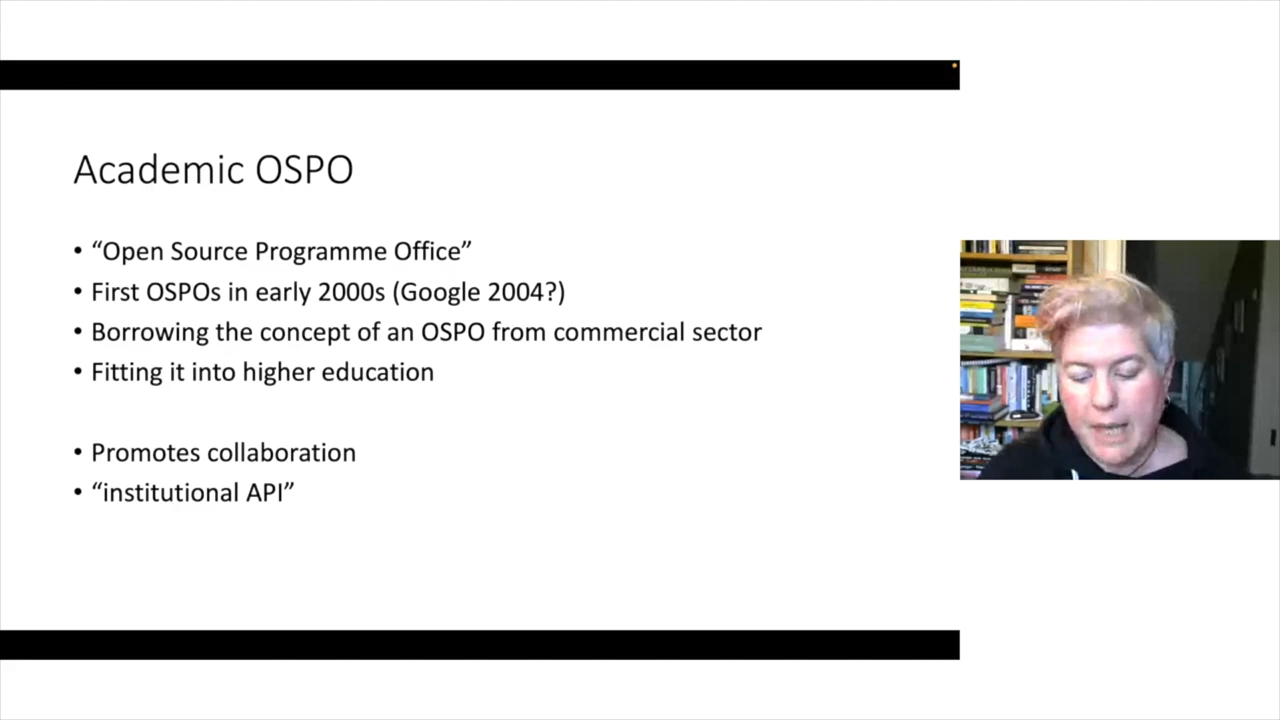 Academic OSPO
• “Open Source Programme Office”
• First OSPOs in early 2000s (Google 2004?)
• Borrowing the concept of an OSPO from commercial sector
• Fitting it into higher education
• Promotes collaboration
• “institutional API”